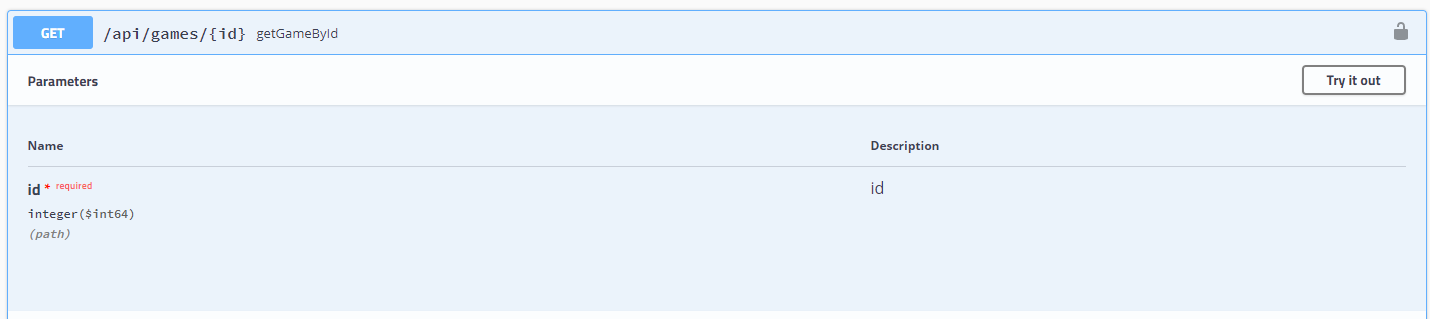 GET /api/games/{id} getGameById
Parameters Try it out
Name Description
id * required id
integer($int64)
(path)